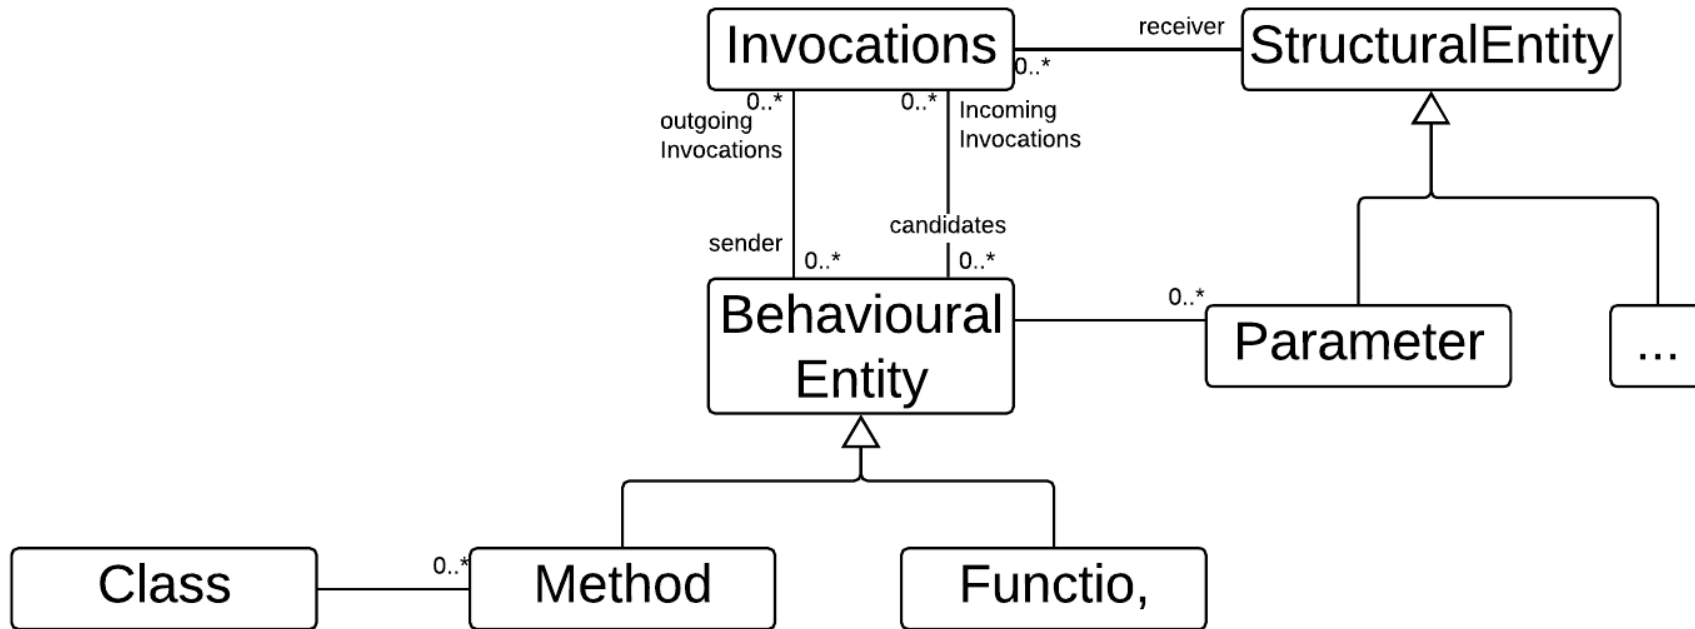 Invocations
receiver
StructuralEntity
0..*
0..*
0..*
outgoing
Invocations
Incoming
Invocations
candidates
sender
0..*
0..*
Behavioural
Entity
0..*
Parameter
...
Class
0..*
Method
Functio,